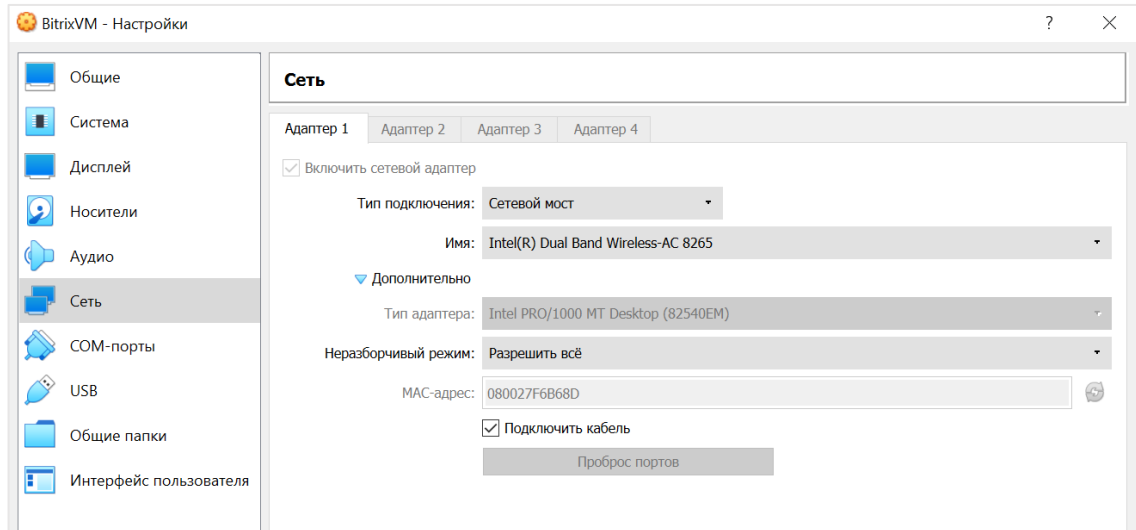 BitrixVM - Настройки
?
Общие
Система
Дисплей
Носители
Аудио
Сеть
COM-порты
USB
Общие папки
Интерфейс пользователя
Сеть
Адаптер 1 Адаптер 2 Адаптер 3 Адаптер 4
Включить сетевой адаптер
Тип подключения: Сетевой мост
Имя: Intel(R) Dual Band Wireless-AC 8265
Дополнительно
Тип адаптера: Intel PRO/1000 MT Desktop (82540EM)
Неразборчивый режим: Разрешить всё
MAC-адрес: 080027F6B68D
Подключить кабель
Проброс портов